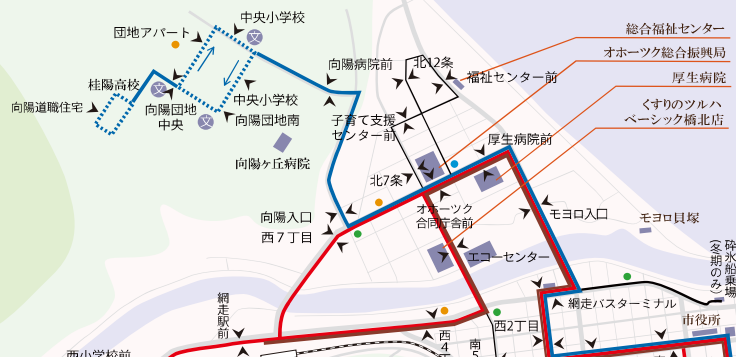 中央小学校
団地アパート
文
総合福祉センター
オホーツク総合振興局
向陽病院前
北12条
福祉センター前
厚生病院
桂陽高校
文
向陽道職住宅
向陽団地
中央
中央小学校
向陽団地南
文
くすりのツルハ
ベーシック橋北店
子育て支援
センター前
厚生病院前
向陽ヶ丘病院
北7条
向陽入口
西7丁目
オホーツク
合同庁舎前
モヨロ入口
モヨロ貝塚
エコーセンター
砕氷船乗場
(冬期のみ)
網走駅前
網走バスターミナル
市役所
西2丁目
西4丁
南5
西小学校前